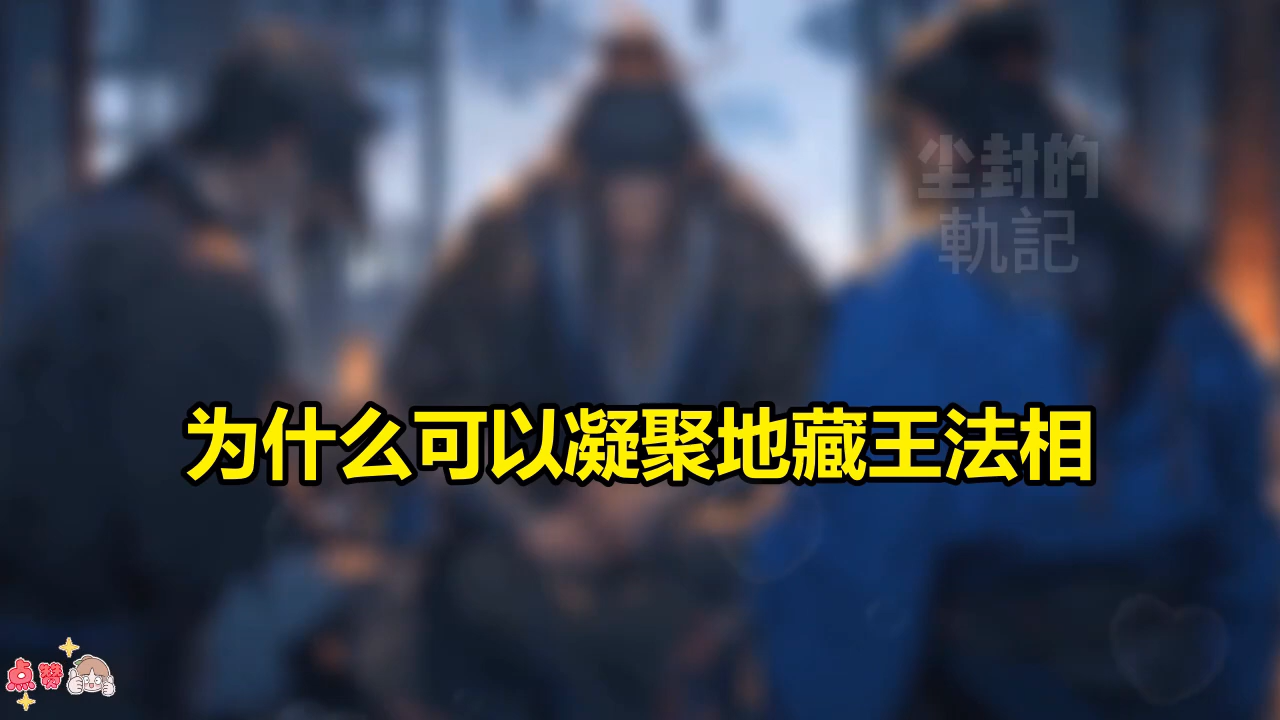 尘封的
軌記
为什么可以凝聚地藏王法相
点赞